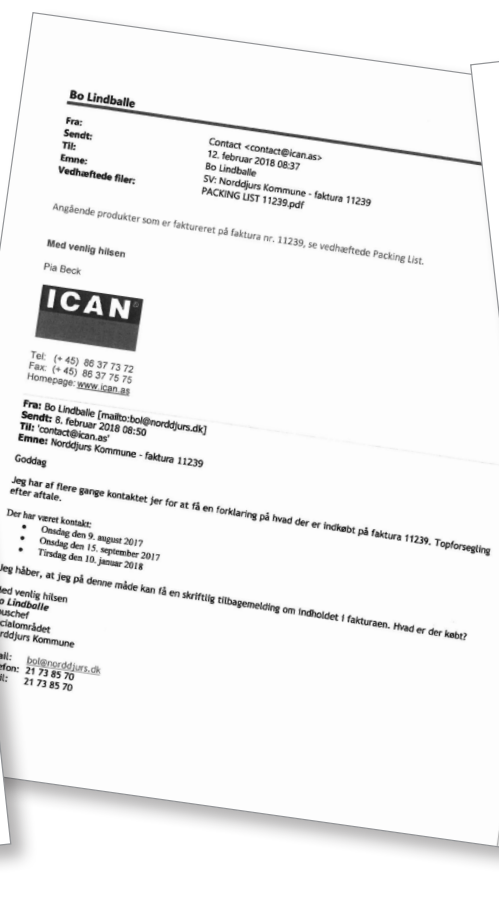 Bo Lindballe
Fra: Contact <contact@ican.as>
Sendt: 12. februar 2018 08:37
Til: Bo Lindballe
Emne: SV: Norddjurs Kommune - faktura 11239
Vedhæftede filer: PACKING LIST 11239.pdf
Angående produkter som er faktureret på faktura nr. 11239, se vedhæftede Packing List.
Med venlig hilsen
Pia Beck
ICAN
Tel: (+ 45) 86 37 73 72
Fax: (+ 45) 86 37 75 75
Homepage: www.ican.as
Fra: Bo Lindballe [mailto:bol@norddjurs.dk]
Sendt: 8. februar 2018 08:50
Til: 'contact@ican.as'
Emne: Norddjurs Kommune - faktura 11239
Goddag
Jeg har af flere gange kontaktet jer for at få en forklaring på hvad der er indkøbt på faktura 11239. Topforsegling
efter aftale.
Der har været kontakt:
• Onsdag den 9. august 2017
• Onsdag den 15. september 2017
• Tirsdag den 10. januar 2018
Jeg håber, at jeg på denne måde kan få en skriftlig tilbagemelding om indholdet i fakturaen. Hvad er der købt?
ed venlig hilsen
o Lindballe
uschef
cialområdet
rddjurs Kommune
ail: bol@norddjurs.dk
efon: 21 73 85 70
il: 21 73 85 70